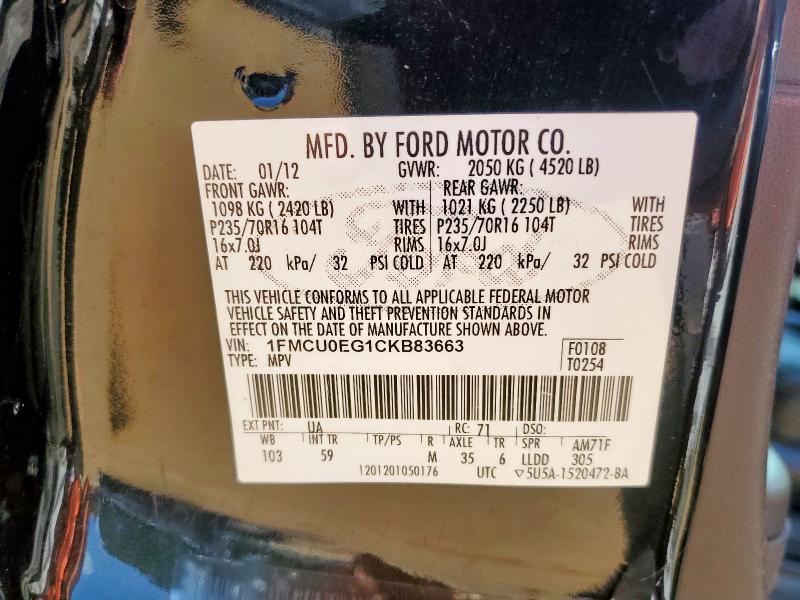 MFD. BY FORD MOTOR CO.
DATE: 01/12 GVWR: 2050 KG ( 4520 LB)
FRONT GAWR: REAR GAWR:
1098 KG ( 2420 LB) WITH 1021 KG ( 2250 LB) WITH
P235/70R16 104T TIRES P235/70R16 104T TIRES
16x7.0J RIMS 16x7.0J RIMS
AT 220 kPa/ 32 PSI COLD AT 220 kPa/ 32 PSI COLD
THIS VEHICLE CONFORMS TO ALL APPLICABLE FEDERAL MOTOR
VEHICLE SAFETY AND THEFT PREVENTION STANDARDS IN
EFFECT ON THE DATE OF MANUFACTURE SHOWN ABOVE.
VIN: 1FMCU0EG1CKB83663 F0108
TYPE: MPV T0254
EXT PNT: UA RC: 71 DSO:
WB INT TR TP/PS R AXLE TR SPR AM71F
103 59 M 35 6 LLDD 305
1201201050176 UTC ▽5U5A-1520472-BA